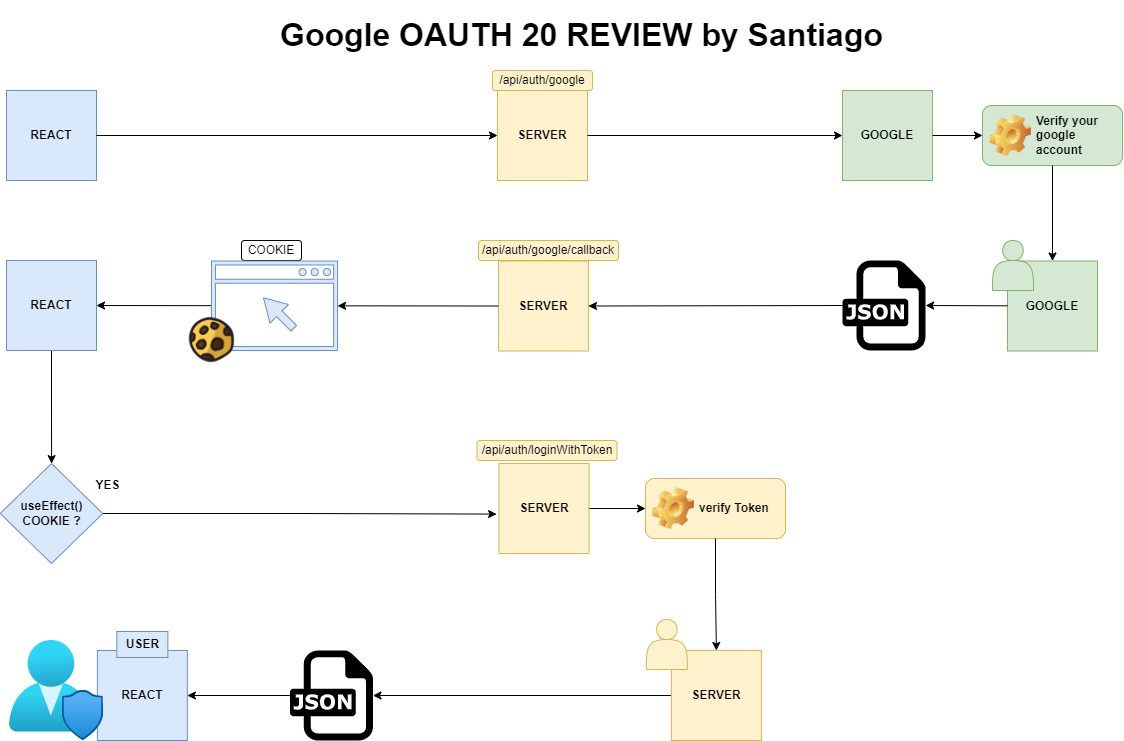 Google OAUTH 20 REVIEW by Santiago
/api/auth/google
REACT
SERVER
GOOGLE
Verify your
google
account
COOKIE
/api/auth/google/callback
REACT
SERVER
JSON
GOOGLE
/api/auth/loginWithToken
YES
useEffect()
COOKIE ?
SERVER
verify Token
USER
REACT
JSON
SERVER